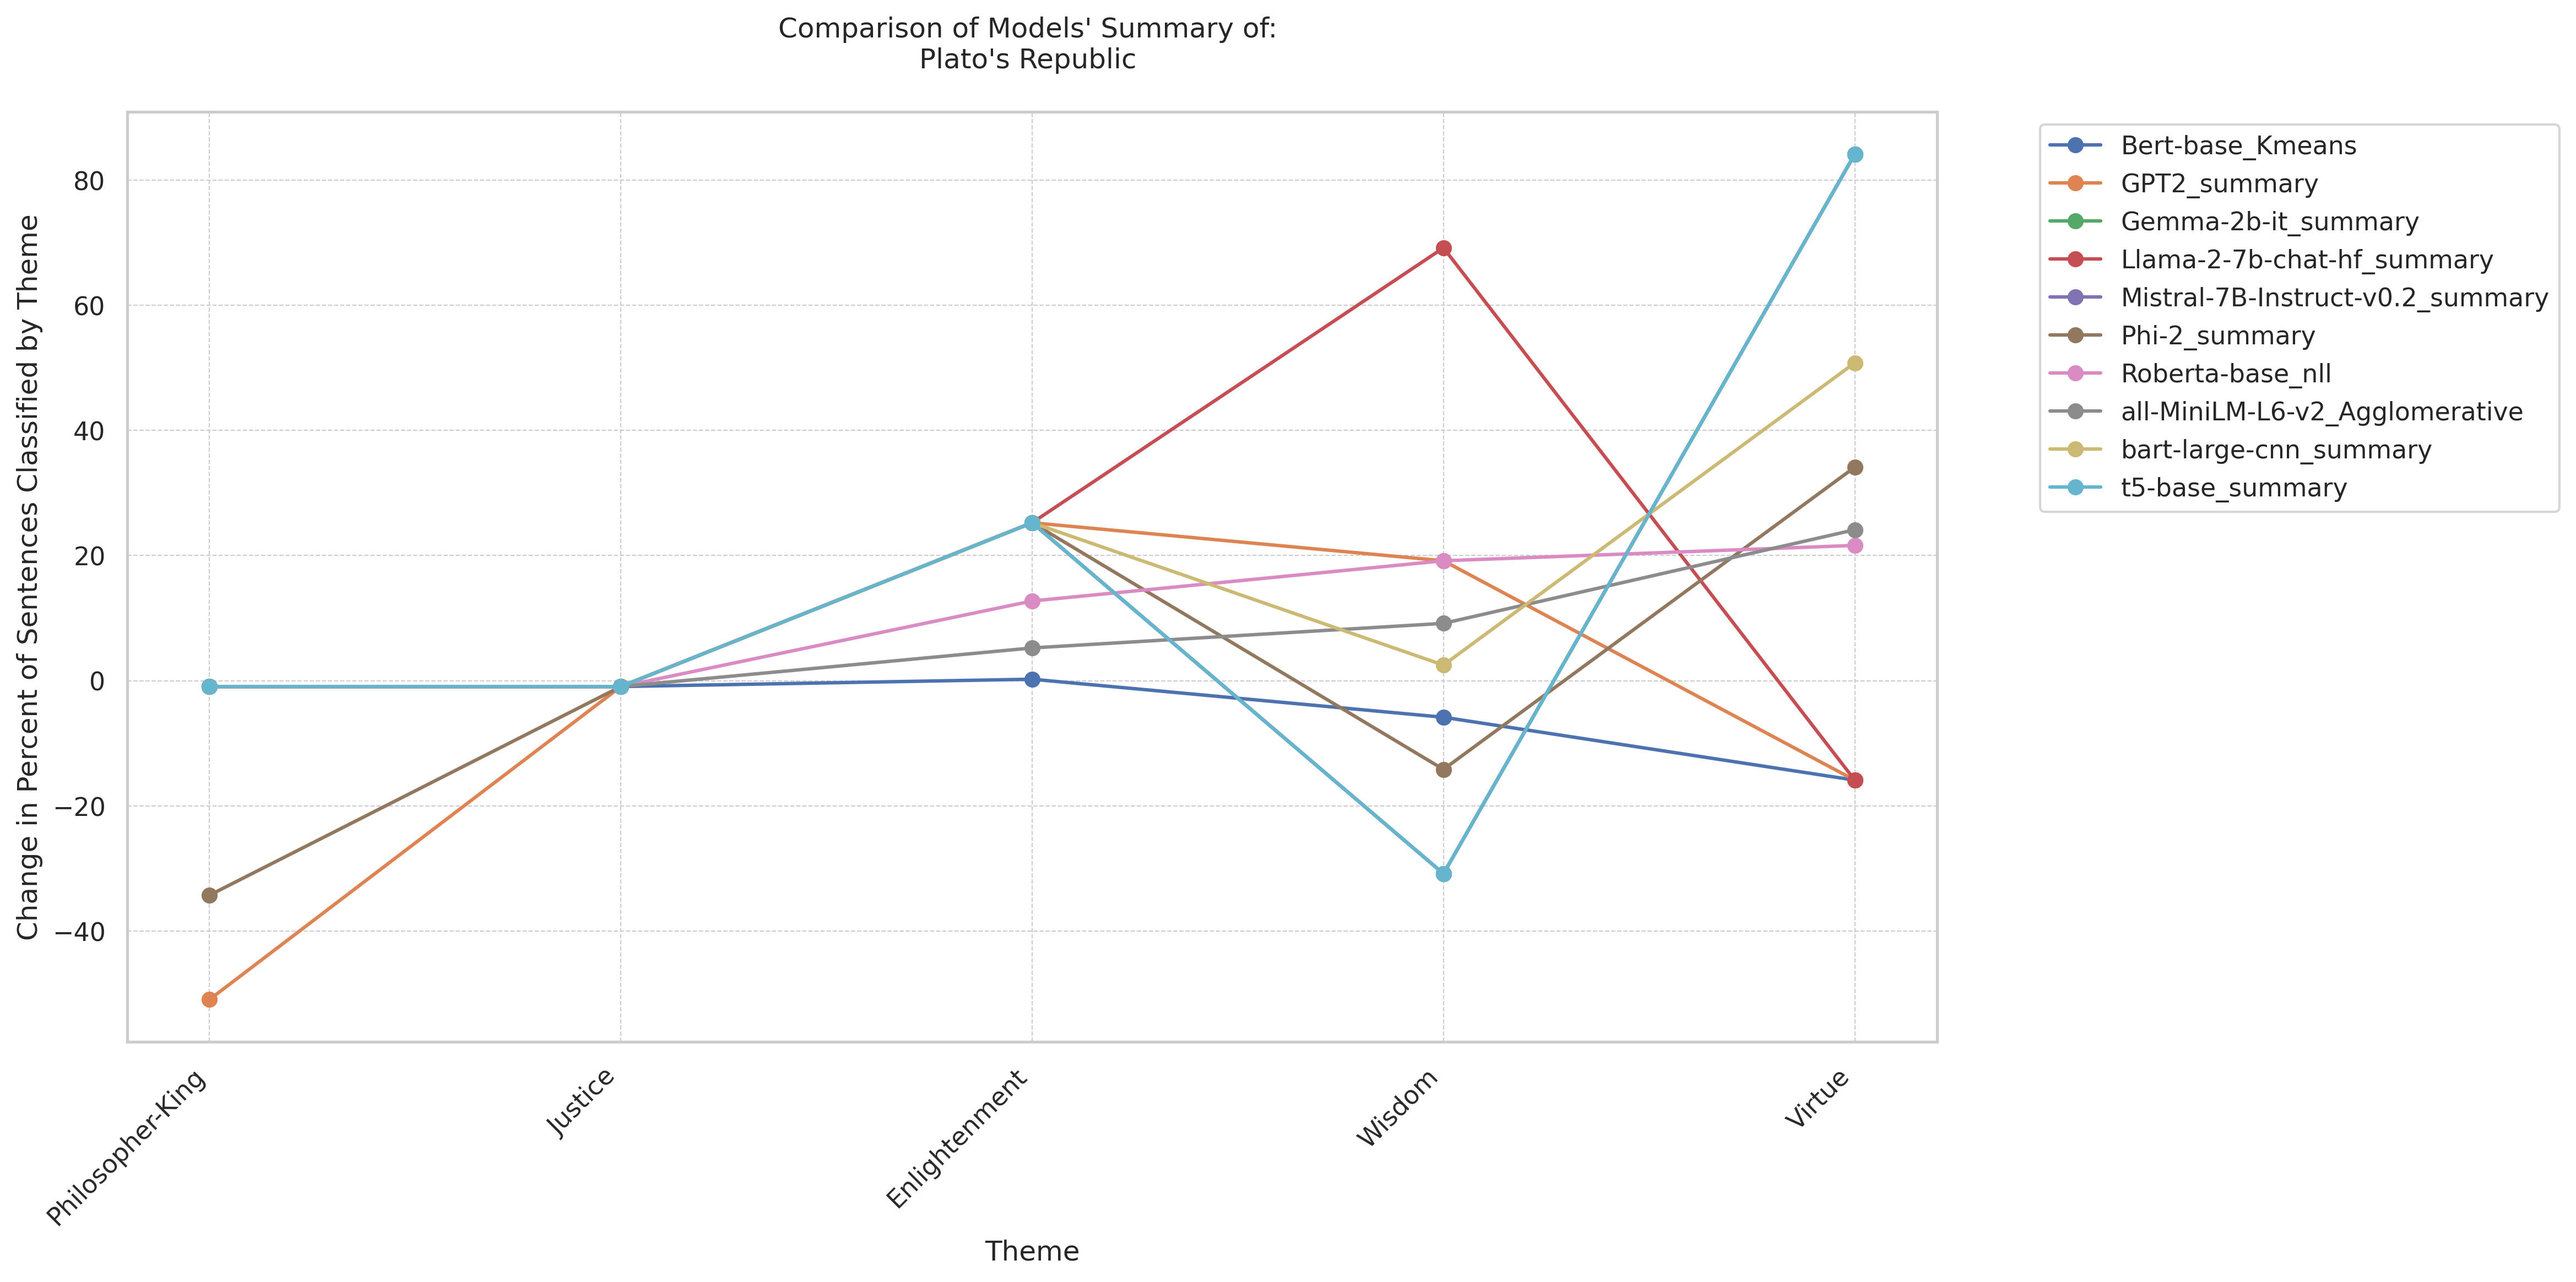 Comparison of Models' Summary of:
Plato's Republic
Change in Percent of Sentences Classified by Theme
80
60
40
20
0
−20
−40
Philosopher-King
Justice
Enlightenment
Wisdom
Virtue
Theme
Bert-base_Kmeans
GPT2_summary
Gemma-2b-it_summary
Llama-2-7b-chat-hf_summary
Mistral-7B-Instruct-v0.2_summary
Phi-2_summary
Roberta-base_nll
all-MiniLM-L6-v2_Agglomerative
bart-large-cnn_summary
t5-base_summary